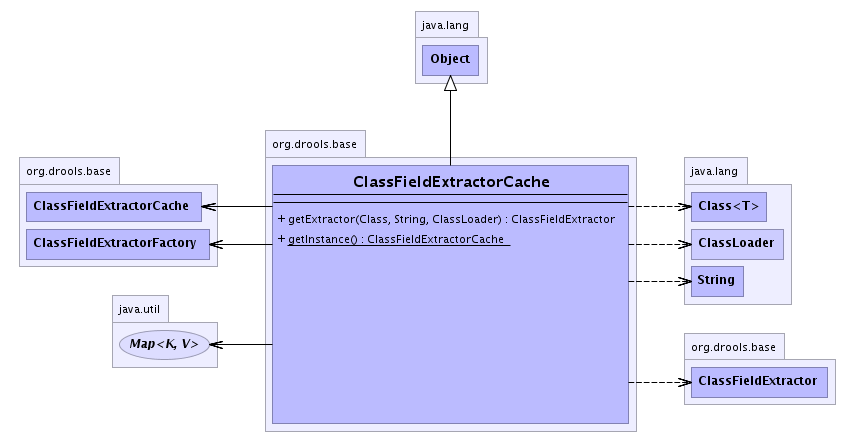 java.lang
Object
org.drools.base
ClassFieldExtractorCache
+ getExtractor(Class, String, ClassLoader) : ClassFieldExtractor
+ getInstance() : ClassFieldExtractorCache
org.drools.base
ClassFieldExtractorCache
ClassFieldExtractorFactory
java.util
Map<K, V>
java.lang
Class<T>
ClassLoader
String
org.drools.base
ClassFieldExtractor